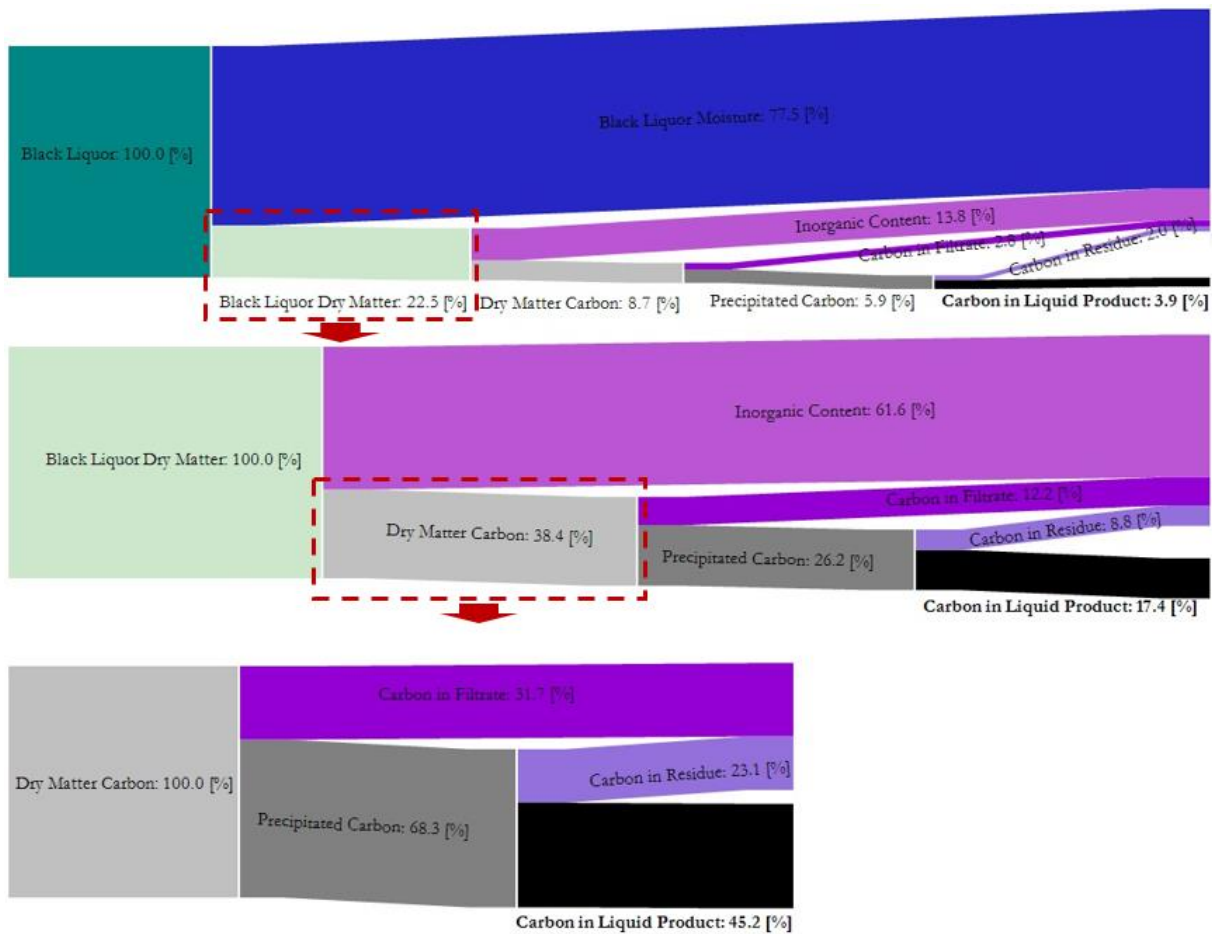 Black Liquor Moisture: 77.5 [%]
Black Liquor: 100.0 [%]
Inorganic Content: 13.8 [%]
Carbon in Filtrate: 2.8 [%]
Carbon in Residue: 2.0 [%]
Black Liquor Dry Matter: 22.5 [%]
Dry Matter Carbon: 8.7 [%]
Precipitated Carbon: 5.9 [%]
Carbon in Liquid Product: 3.9 [%]
Inorganic Content: 61.6 [%]
Black Liquor Dry Matter: 100.0 [%]
Carbon in Filtrate: 12.2 [%]
Carbon in Residue: 8.8 [%]
Dry Matter Carbon: 38.4 [%]
Precipitated Carbon: 26.2 [%]
Carbon in Liquid Product: 17.4 [%]
Carbon in Filtrate: 31.7 [%]
Carbon in Residue: 23.1 [%]
Dry Matter Carbon: 100.0 [%]
Precipitated Carbon: 68.3 [%]
Carbon in Liquid Product: 45.2 [%]